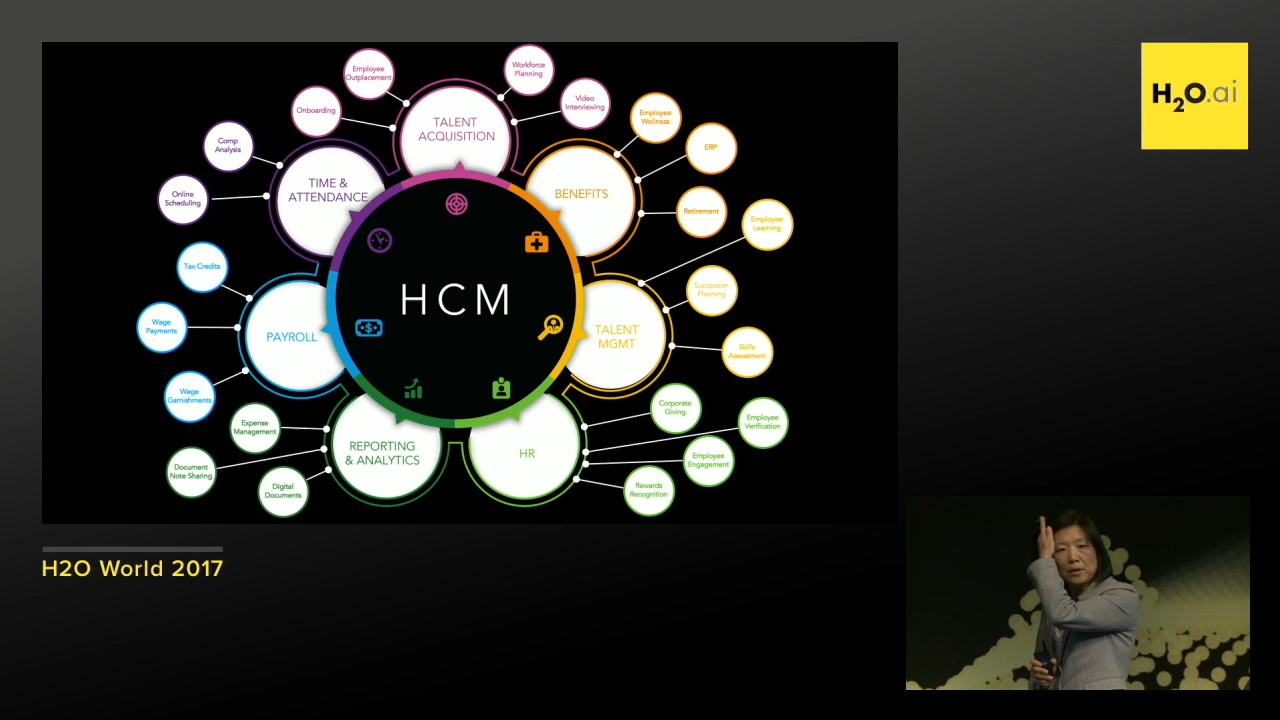 H2O.ai
Employee
Outplacement
Workforce
Planning
Onboarding
TALENT
ACQUISITION
Video
Interviewing
Employee
Wellness
Comp
Analysis
ERP
TIME &
ATTENDANCE
BENEFITS
Online
Scheduling
Retirement
Employee
Learning
Tax Credits
Succession
Planning
HCM
Wage
Payments
PAYROLL
TALENT
MGMT
Skills
Assessment
Wage
Garnishments
Corporate
Giving
Expense
Management
Employee
Verification
REPORTING
& ANALYTICS
HR
Employee
Engagement
Document
Note Sharing
Digital
Documents
Rewards
Recognition
H2O World 2017